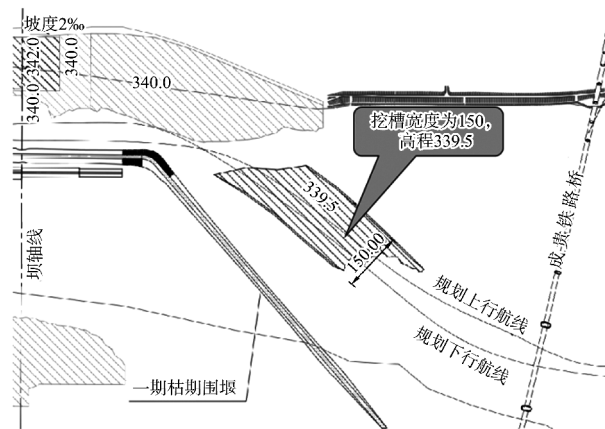 坡度2‰
340.0
342.0
340.0
340.0
挖槽宽度为150,
高程339.5
339.5
150.00
成贵铁路桥
坝轴线
规划上行航线
规划下行航线
一期枯期围堰